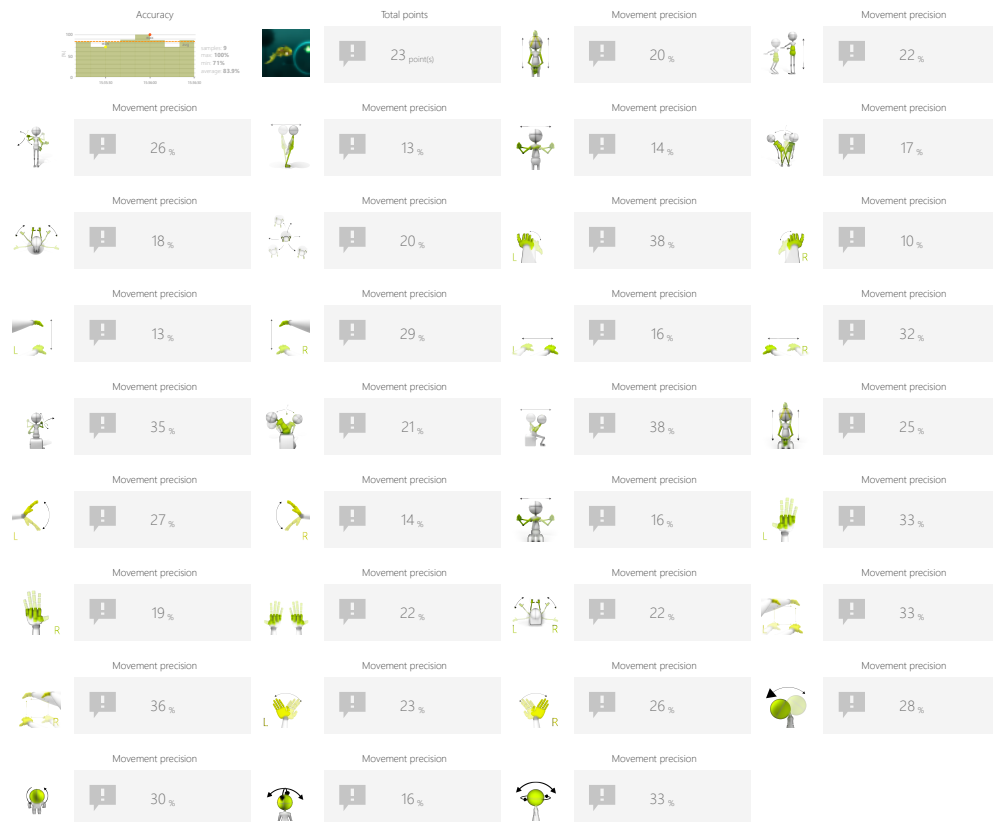 Accuracy
Total points
Movement precision
Movement precision
100
50
0
[%]
samples: 9
max: 100%
min: 71%
average: 83.9%
23 point(s)
20 %
22 %
Movement precision
Movement precision
Movement precision
Movement precision
26 %
13 %
14 %
17 %
Movement precision
Movement precision
Movement precision
Movement precision
18 %
20 %
L
38 %
R
10 %
Movement precision
Movement precision
Movement precision
Movement precision
L
13 %
R
29 %
L
16 %
R
32 %
Movement precision
Movement precision
Movement precision
Movement precision
35 %
21 %
38 %
25 %
Movement precision
Movement precision
Movement precision
Movement precision
L
27 %
R
14 %
16 %
L
33 %
Movement precision
Movement precision
Movement precision
Movement precision
R
19 %
22 %
L R
22 %
L
33 %
Movement precision
Movement precision
Movement precision
Movement precision
R
36 %
L
23 %
R
26 %
28 %
Movement precision
Movement precision
Movement precision
30 %
16 %
33 %